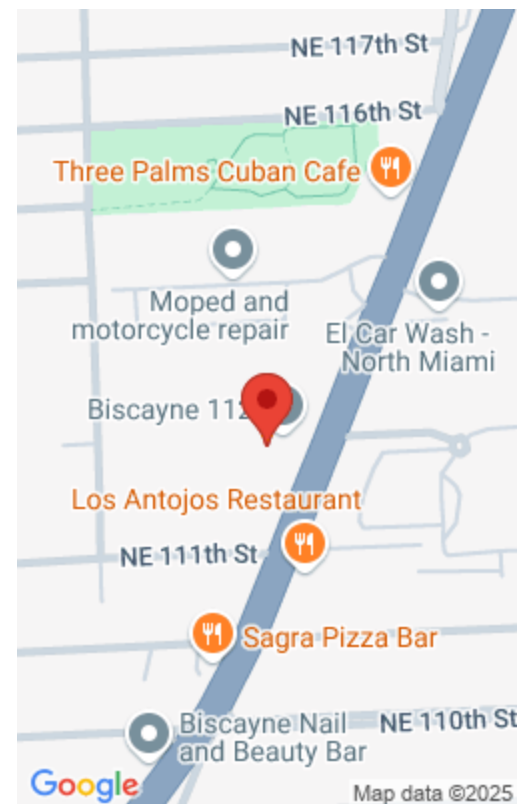 NE 117th St
NE 116th St
Three Palms Cuban Cafe
Moped and
motorcycle repair
El Car Wash -
North Miami
Biscayne 112
Los Antojos Restaurant
NE 111th St
Sagra Pizza Bar
Biscayne Nail
and Beauty Bar
NE 110th St
Google
Map data ©2025